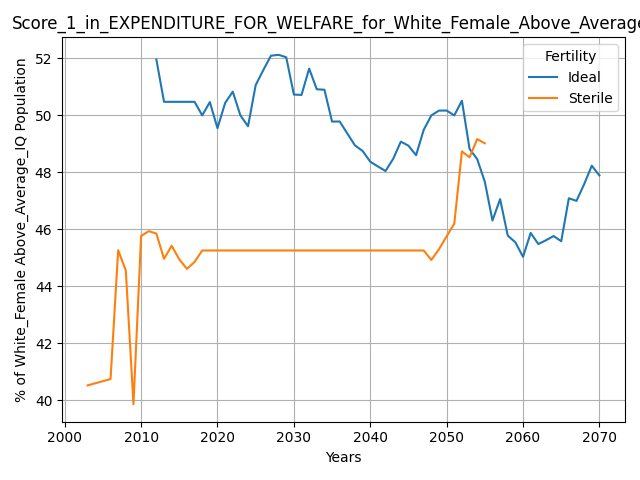 Score_1_in_EXPENDITURE_FOR_WELFARE_for_White_Female_Above_Average
% of White_Female Above_Average_IQ Population
52
50
48
46
44
42
40
Fertility
Ideal
Sterile
2000 2010 2020 2030 2040 2050 2060 2070
Years